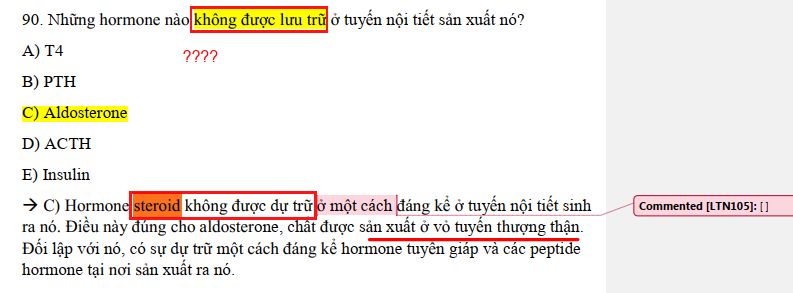 90. Những hormone nào không được lưu trữ ở tuyến nội tiết sản xuất nó?
A) T4
????
B) PTH
C) Aldosterone
D) ACTH
E) Insulin
→ C) Hormone steroid không được dự trữ ở một cách đáng kể ở tuyến nội tiết sinh
Commented [LTN105]: [ ]
ra nó. Điều này đúng cho aldosterone, chất được sản xuất ở vỏ tuyến thượng thận.
Đối lập với nó, có sự dự trữ một cách đáng kể hormone tuyên giáp và các peptide
hormone tại nơi sản xuất ra nó.